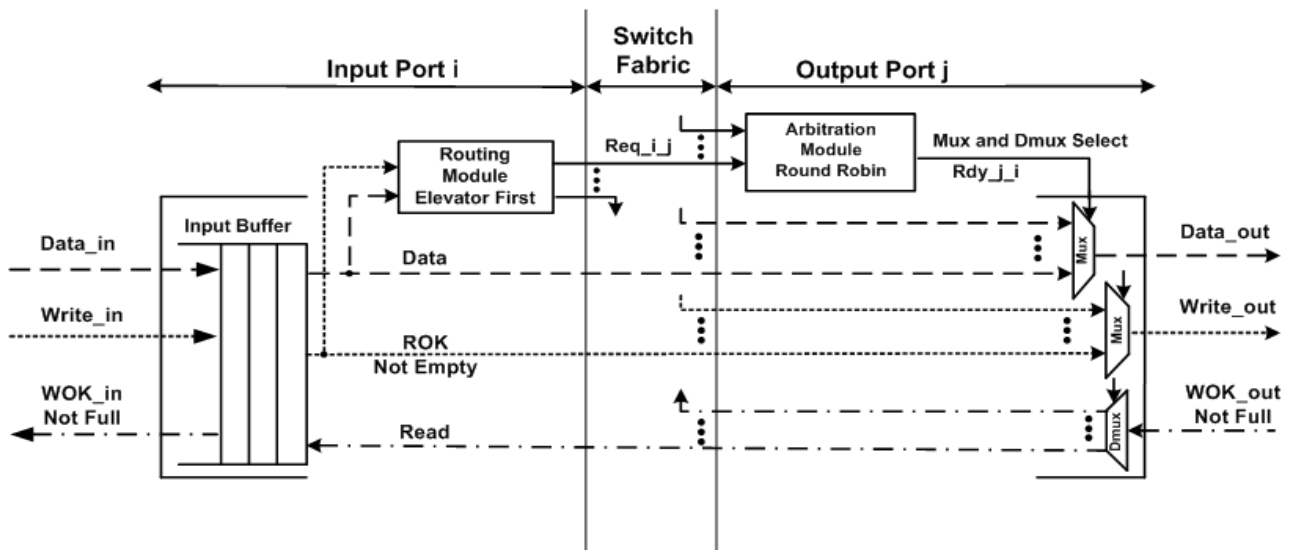 Switch
Fabric
Input Port i
Output Port j
Routing
Module
Elevator First
Req_i_j
Arbitration
Module
Round Robin
Mux and Dmux Select
Rdy_j_i
Input Buffer
Data_in
Data
Mux
Data_out
Write_in
ROK
Not Empty
Mux
Write_out
WOK_in
Not Full
Read
Dmux
WOK_out
Not Full